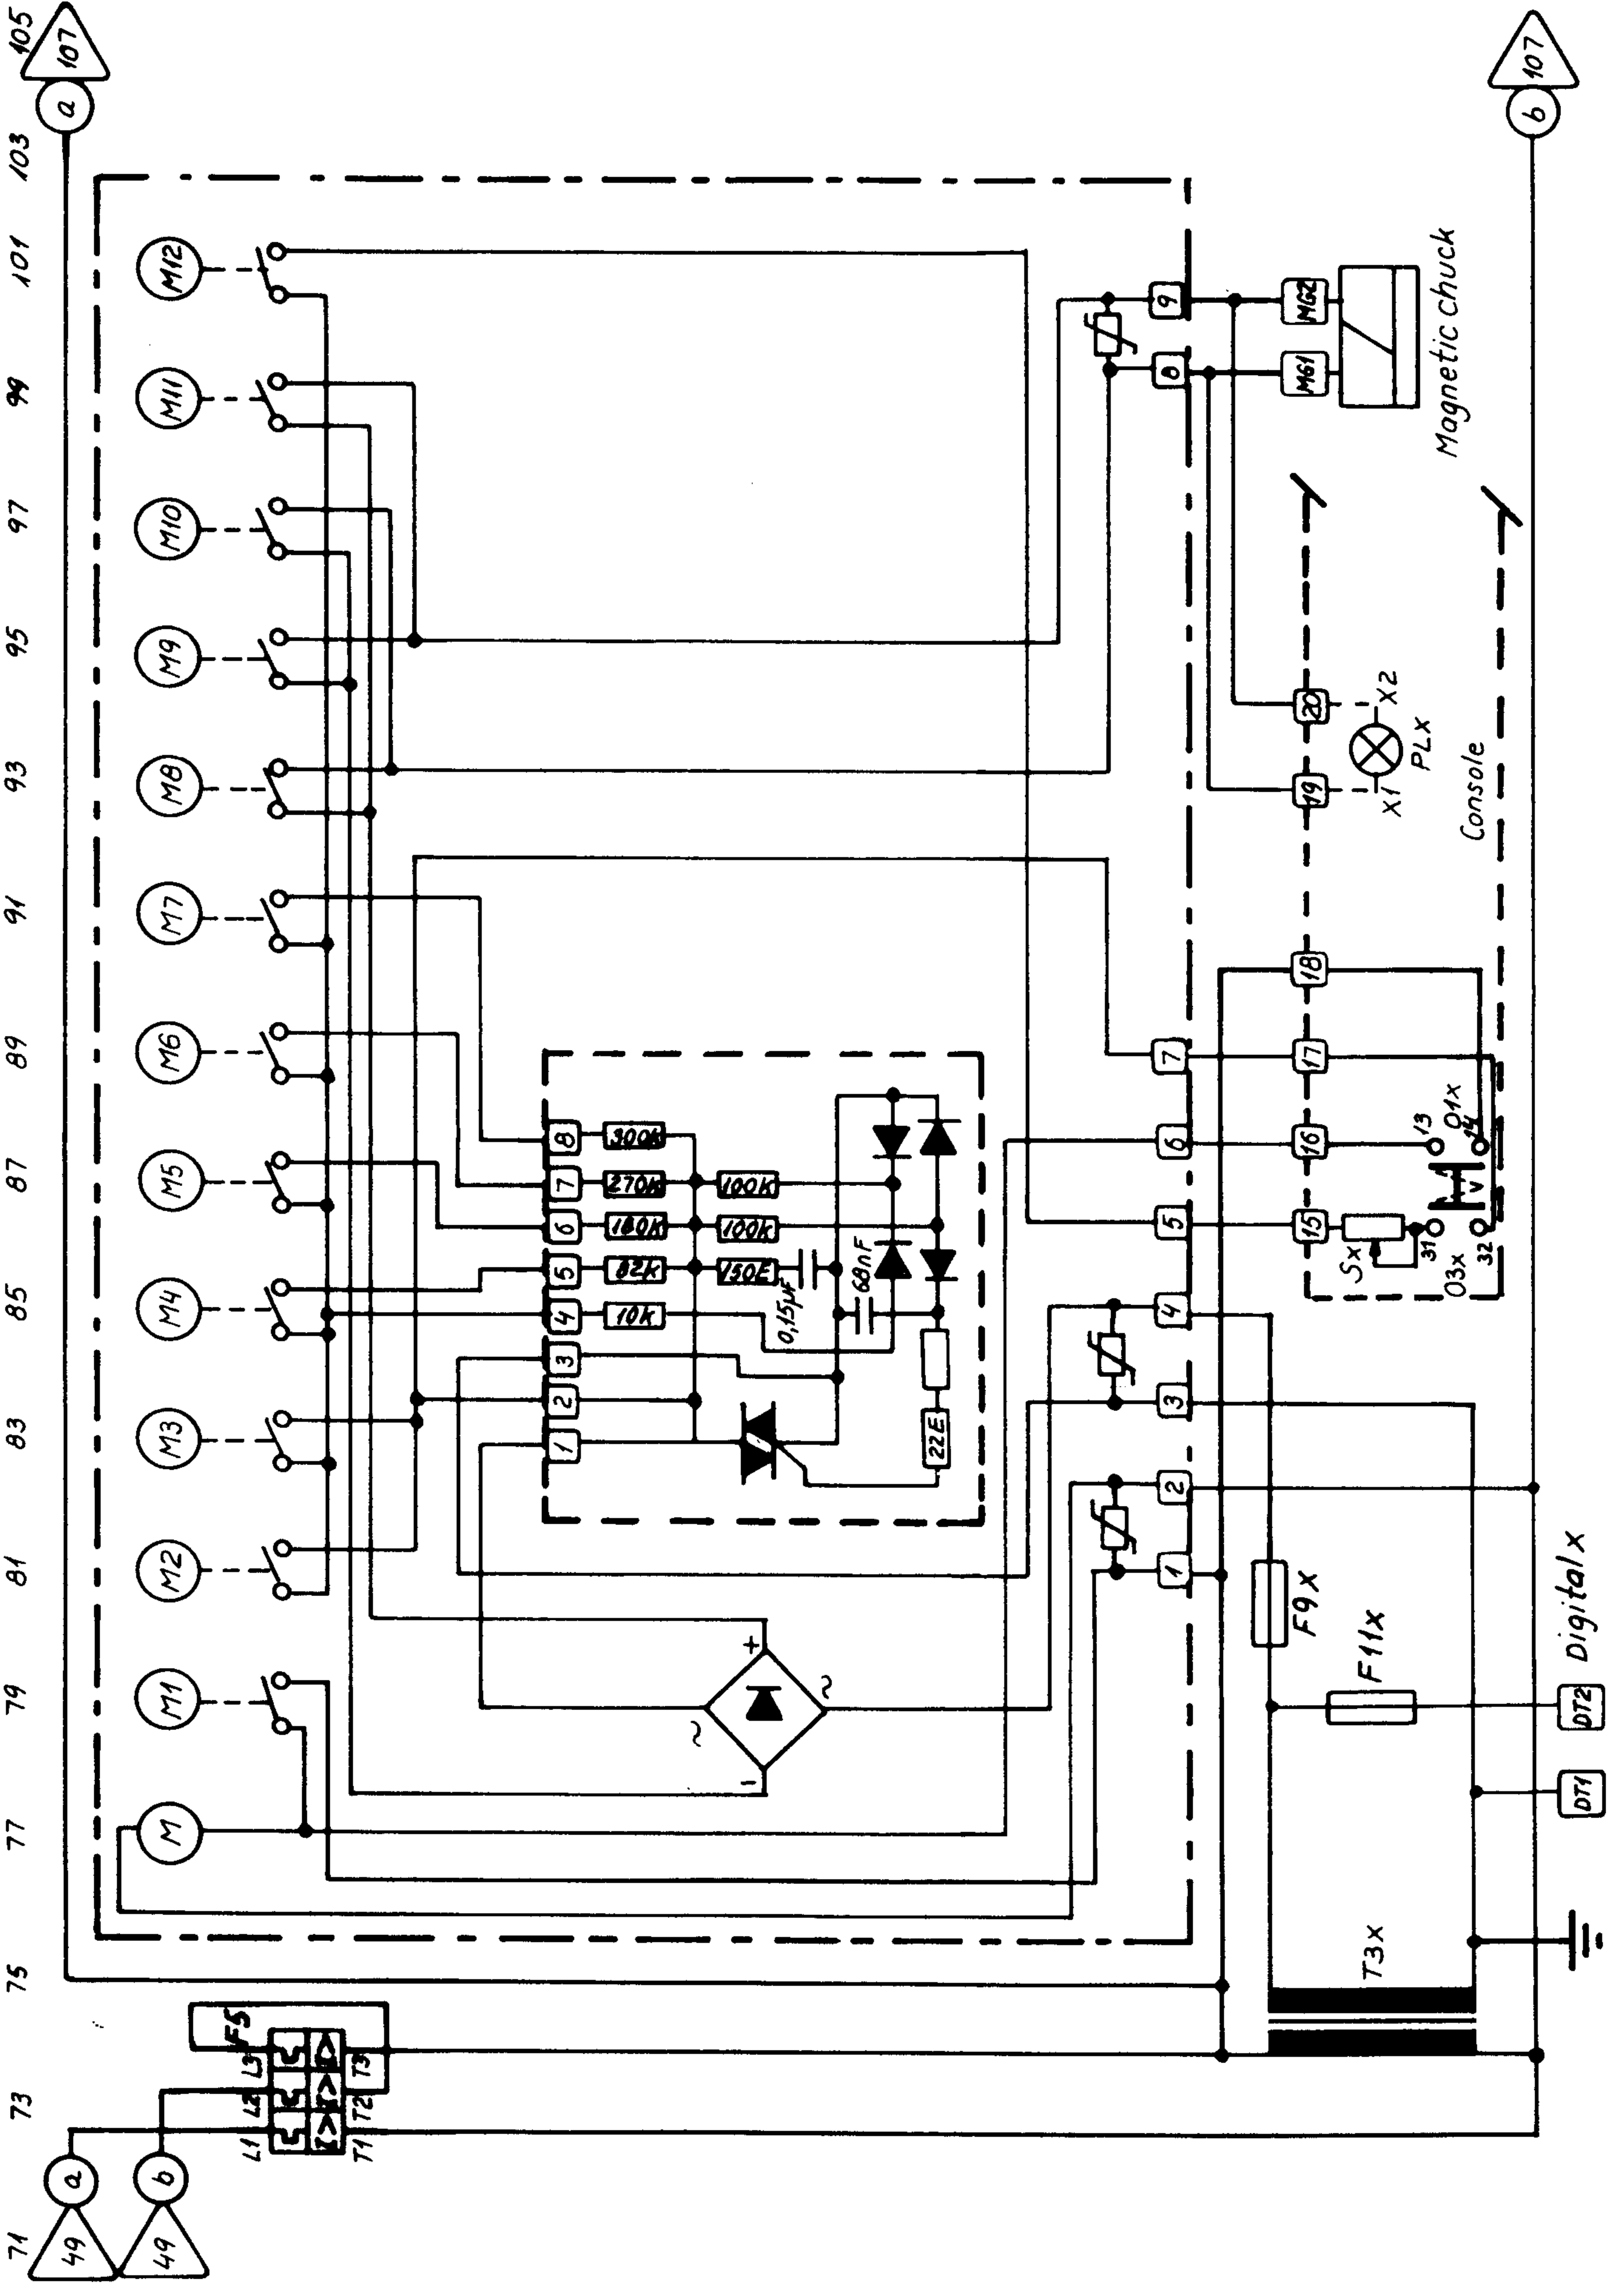 71 73 75 77 79 81 83 85 87 89 91 93 95 97 99 101 103 105
49 a
49 b
107 a
107 b
L1 L2 L3 F5
I> I> I>
T1 T2 T3
M M1 M2 M3 M4 M5 M6 M7 M8 M9 M10 M11 M12
1 2 3 4 5 6 7 8
10k 82k 180k 270k 300k
150E 100k 100k
0,15µF
68nF
22E
~ + - ~
1 2 3 4 5 6 7 8 9
15 16 17 18 19 20
Sx
31 13
O3x O1x
32 14
X1 X2
PLx
Console
MG1 MG2
Magnetic chuck
F9x
F11x
T3x
DT1 DT2
Digital x